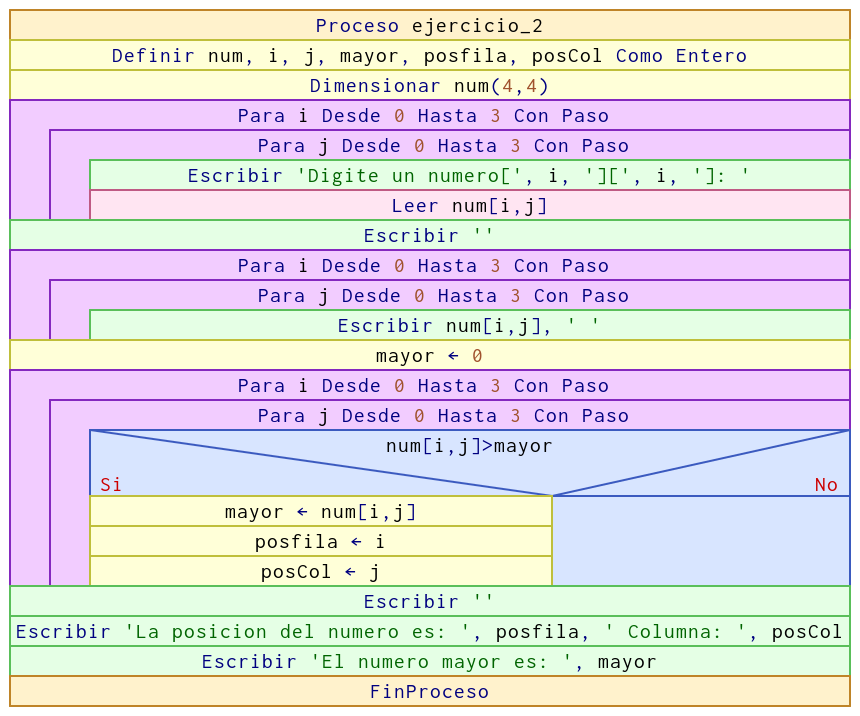 Proceso ejercicio_2
Definir num, i, j, mayor, posfila, posCol Como Entero
Dimensionar num(4,4)
Para i Desde 0 Hasta 3 Con Paso
Para j Desde 0 Hasta 3 Con Paso
Escribir 'Digite un numero[', i, '][', i, ']: '
Leer num[i,j]
Escribir ''
Para i Desde 0 Hasta 3 Con Paso
Para j Desde 0 Hasta 3 Con Paso
Escribir num[i,j], ' '
mayor ← 0
Para i Desde 0 Hasta 3 Con Paso
Para j Desde 0 Hasta 3 Con Paso
num[i,j]>mayor
Si No
mayor ← num[i,j]
posfila ← i
posCol ← j
Escribir ''
Escribir 'La posicion del numero es: ', posfila, ' Columna: ', posCol
Escribir 'El numero mayor es: ', mayor
FinProceso